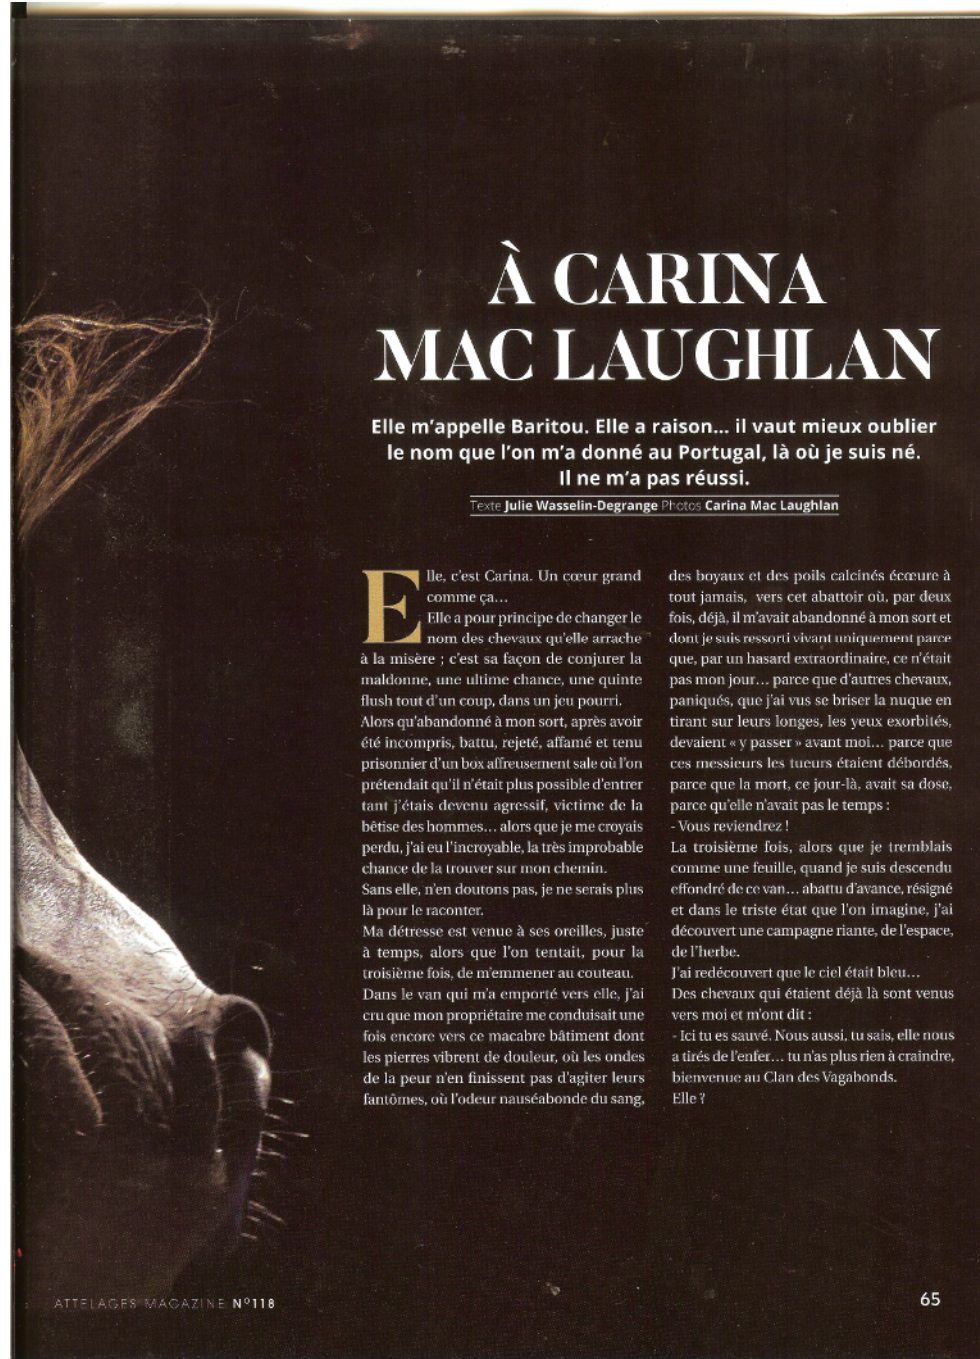 À CARINA
MAC LAUGHLAN
Elle m'appelle Baritou. Elle a raison... il vaut mieux oublier
le nom que l'on m'a donné au Portugal, là où je suis né.
Il ne m'a pas réussi.
Texte Julie Wasselin-Degrange Photos Carina Mac Laughlan
Elle, c'est Carina. Un cœur grand
comme ça...
Elle a pour principe de changer le
nom des chevaux qu'elle arrache
à la misère ; c'est sa façon de conjurer la
maldonne, une ultime chance, une quinte
flush tout d'un coup, dans un jeu pourri.
Alors qu'abandonné à mon sort, après avoir
été incompris, battu, rejeté, affamé et tenu
prisonnier d'un box affreusement sale où l'on
prétendait qu'il n'était plus possible d'entrer
tant j'étais devenu agressif, victime de la
bêtise des hommes... alors que je me croyais
perdu, j'ai eu l'incroyable, la très improbable
chance de la trouver sur mon chemin.
Sans elle, n'en doutons pas, je ne serais plus
là pour le raconter.
Ma détresse est venue à ses oreilles, juste
à temps, alors que l'on tentait, pour la
troisième fois, de m'emmener au couteau.
Dans le van qui m'a emporté vers elle, j'ai
cru que mon propriétaire me conduisait une
fois encore vers ce macabre bâtiment dont
les pierres vibrent de douleur, où les ondes
de la peur n'en finissent pas d'agiter leurs
fantômes, où l'odeur nauséabonde du sang,
des boyaux et des poils calcinés écœure à
tout jamais, vers cet abattoir où, par deux
fois, déjà, il m'avait abandonné à mon sort et
dont je suis ressorti vivant uniquement parce
que, par un hasard extraordinaire, ce n'était
pas mon jour... parce que d'autres chevaux,
paniqués, que j'ai vus se briser la nuque en
tirant sur leurs longes, les yeux exorbités,
devaient « y passer » avant moi... parce que
ces messieurs les tueurs étaient débordés,
parce que la mort, ce jour-là, avait sa dose,
parce qu'elle n'avait pas le temps :
- Vous reviendrez !
La troisième fois, alors que je tremblais
comme une feuille, quand je suis descendu
effondré de ce van... abattu d'avance, résigné
et dans le triste état que l'on imagine, j'ai
découvert une campagne riante, de l'espace,
de l'herbe.
J'ai redécouvert que le ciel était bleu...
Des chevaux qui étaient déjà là sont venus
vers moi et m'ont dit :
- Ici tu es sauvé. Nous aussi, tu sais, elle nous
a tirés de l'enfer... tu n'as plus rien à craindre,
bienvenue au Clan des Vagabonds.
Elle ?
ATTELAGES MAGAZINE N°118
65